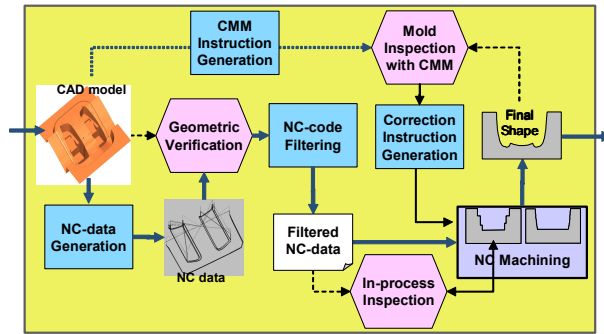 CMM
Instruction
Generation
Mold
Inspection
with CMM
CAD model
Geometric
Verification
NC-code
Filtering
Correction
Instruction
Generation
Final
Shape
NC-data
Generation
NC data
Filtered
NC-data
In-process
Inspection
NC Machining